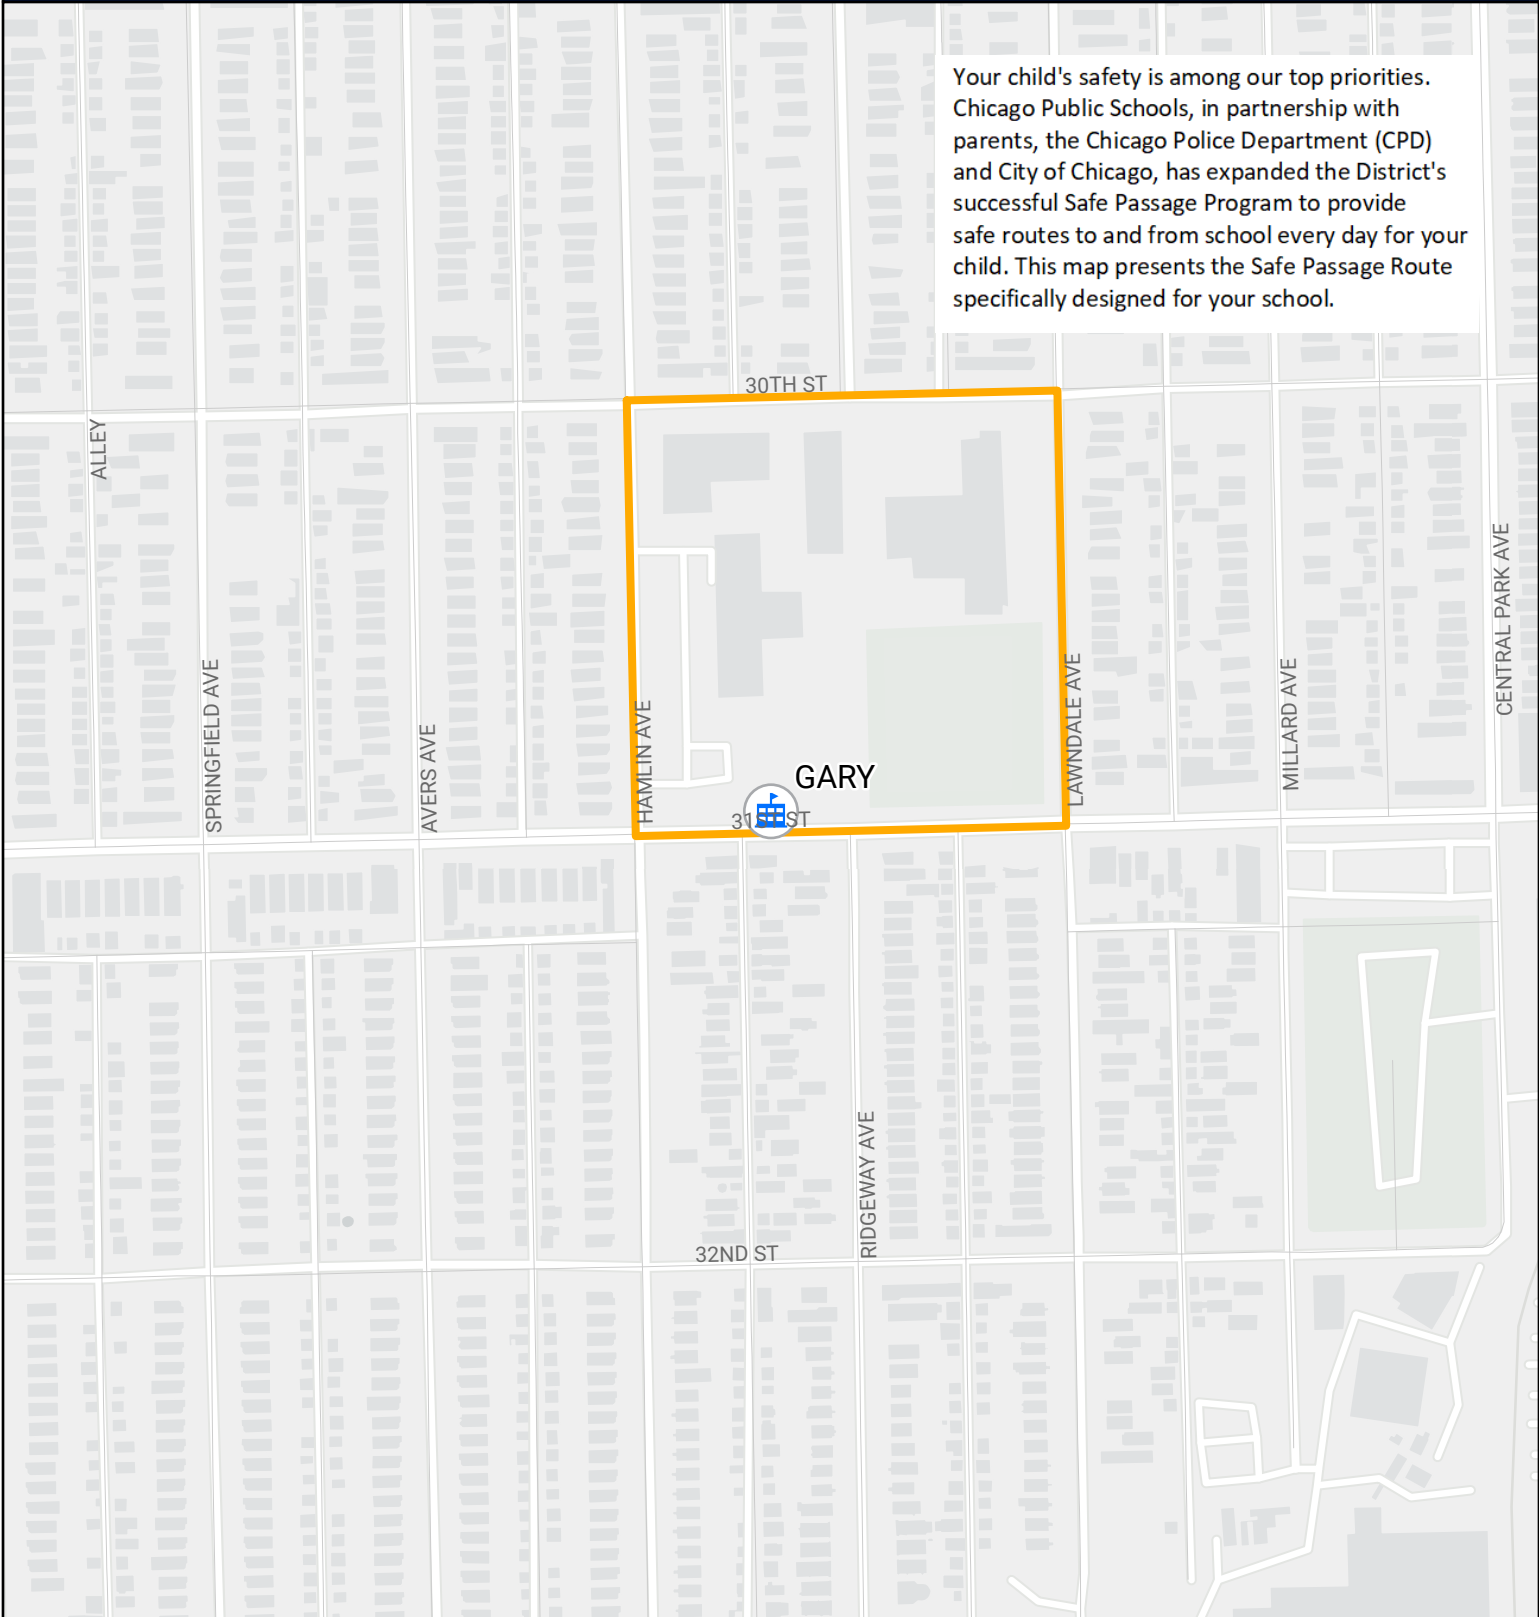 Your child's safety is among our top priorities.
Chicago Public Schools, in partnership with
parents, the Chicago Police Department (CPD)
and City of Chicago, has expanded the District's
successful Safe Passage Program to provide
safe routes to and from school every day for your
child. This map presents the Safe Passage Route
specifically designed for your school.
30TH ST
ALLEY
CENTRAL PARK AVE
SPRINGFIELD AVE
AVERS AVE
HAMLIN AVE
LAWNDALE AVE
MILLARD AVE
GARY
31ST ST
RIDGEWAY AVE
32ND ST